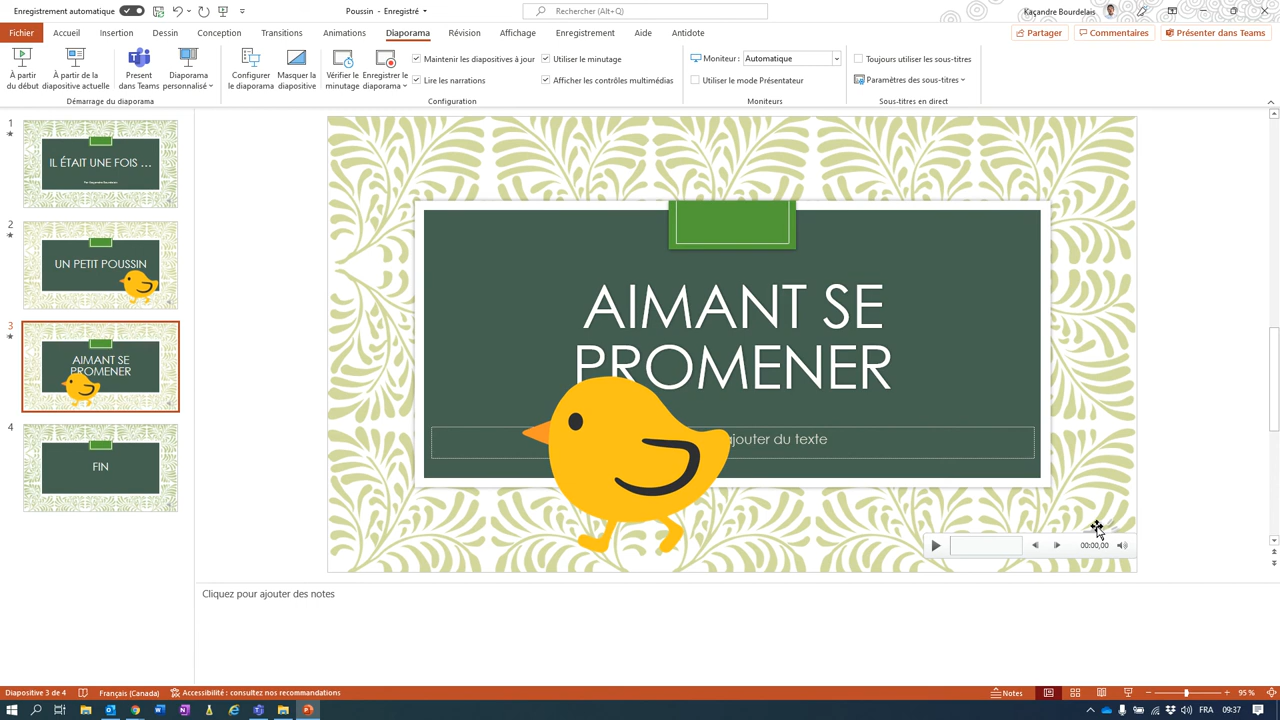 Enregistrement automatique
Poussin - Enregistré
Rechercher (Alt+Q)
Kaçandre Bourdelais
Fichier Accueil Insertion Dessin Conception Transitions Animations Diaporama Révision Affichage Enregistrement Aide Antidote
Partager Commentaires Présenter dans Teams
À partir du début
À partir de la diapositive actuelle
Present dans Teams
Diaporama personnalisé
Démarrage du diaporama
Configurer le diaporama
Masquer la diapositive
Vérifier le minutage
Enregistrer le diaporama
Maintenir les diapositives à jour
Lire les narrations
Utiliser le minutage
Afficher les contrôles multimédias
Configuration
Moniteur : Automatique
Utiliser le mode Présentateur
Moniteurs
Toujours utiliser les sous-titres
Paramètres des sous-titres
Sous-titres en direct
1
IL ÉTAIT UNE FOIS ...
2
UN PETIT POUSSIN
3
AIMANT SE
PROMENER
4
FIN
AIMANT SE
PROMENER
ajouter du texte
00:00,00
Cliquez pour ajouter des notes
Diapositive 3 de 4 Français (Canada) Accessibilité : consultez nos recommandations
Notes 95 %
FRA 09:37